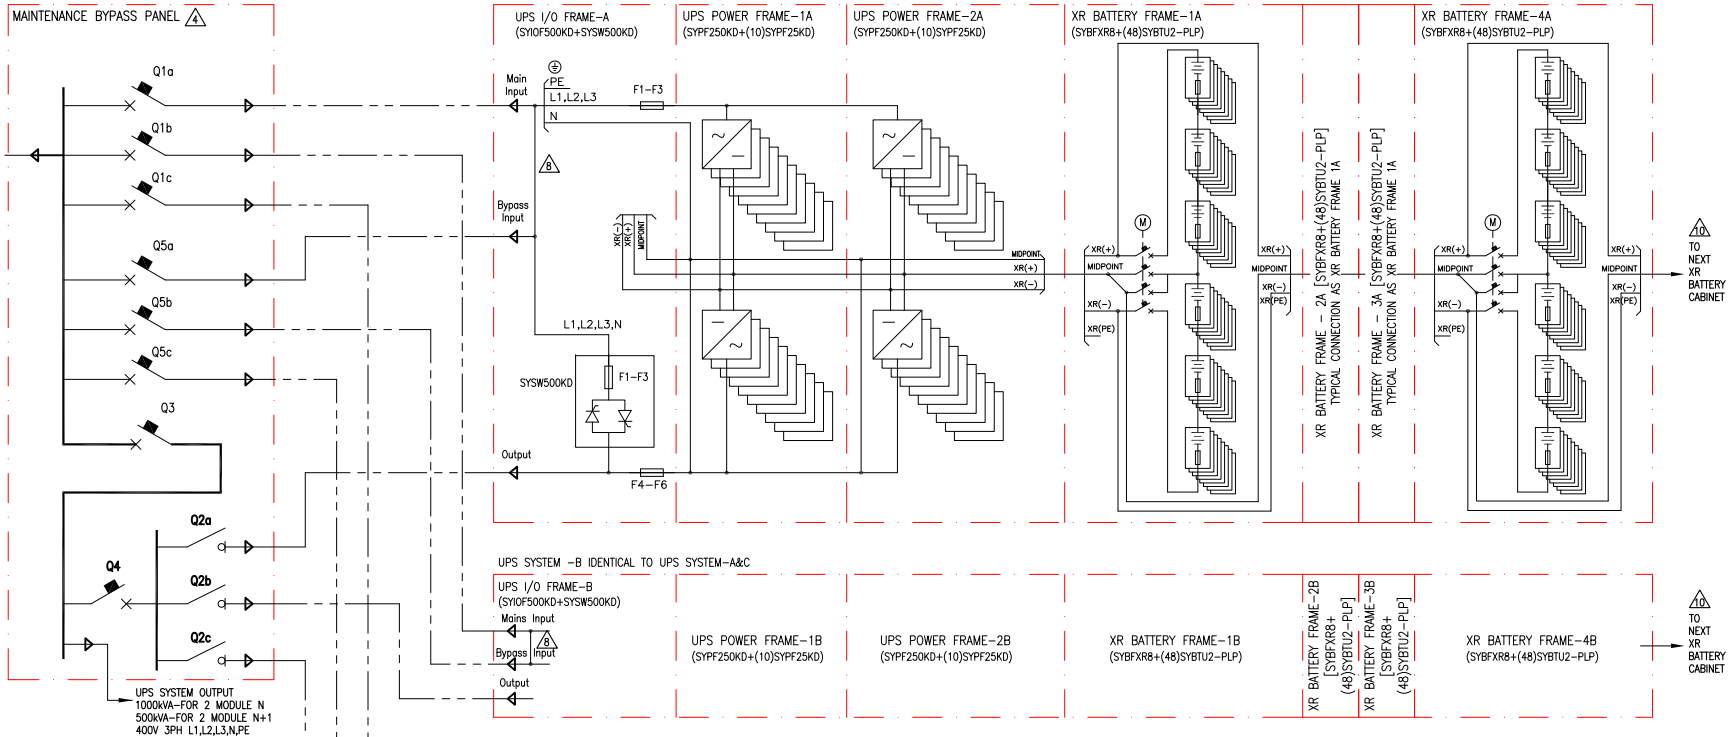 MAINTENANCE BYPASS PANEL 4
Q1a
Q1b
Q1c
Q5a
Q5b
Q5c
Q3
Q2a
Q4
Q2b
Q2c
UPS SYSTEM OUTPUT
1000kVA-FOR 2 MODULE N
500kVA-FOR 2 MODULE N+1
400V 3PH L1,L2,L3,N,PE
UPS I/O FRAME-A
(SYIOF500KD+SYSW500KD)
Main
Input
PE
L1,L2,L3
N
F1-F3
8
Bypass
Input
XR(-)
XR(+)
MIDPOINT
L1,L2,L3,N
SYSW500KD
F1-F3
Output
F4-F6
UPS POWER FRAME-1A
(SYPF250KD+(10)SYPF25KD)
UPS POWER FRAME-2A
(SYPF250KD+(10)SYPF25KD)
MIDPOINT
XR(+)
XR(-)
XR BATTERY FRAME-1A
(SYBFXR8+(48)SYBTU2-PLP)
M
XR(+)
MIDPOINT
XR(-)
XR(PE)
XR(+)
MIDPOINT
XR(-)
XR(PE)
XR BATTERY FRAME - 2A [SYBFXR8+(48)SYBTU2-PLP]
TYPICAL CONNECTION AS XR BATTERY FRAME 1A
XR BATTERY FRAME - 3A [SYBFXR8+(48)SYBTU2-PLP]
TYPICAL CONNECTION AS XR BATTERY FRAME 1A
XR BATTERY FRAME-4A
(SYBFXR8+(48)SYBTU2-PLP)
M
XR(+)
MIDPOINT
XR(-)
XR(PE)
XR(+)
MIDPOINT
XR(-)
XR(PE)
10
TO
NEXT
XR
BATTERY
CABINET
UPS SYSTEM -B IDENTICAL TO UPS SYSTEM-A&C
UPS I/O FRAME-B
(SYIOF500KD+SYSW500KD)
Mains Input
8
Bypass Input
Output
UPS POWER FRAME-1B
(SYPF250KD+(10)SYPF25KD)
UPS POWER FRAME-2B
(SYPF250KD+(10)SYPF25KD)
XR BATTERY FRAME-1B
(SYBFXR8+(48)SYBTU2-PLP)
XR BATTERY FRAME-2B
[SYBFXR8+
(48)SYBTU2-PLP]
XR BATTERY FRAME-3B
[SYBFXR8+
(48)SYBTU2-PLP]
XR BATTERY FRAME-4B
(SYBFXR8+(48)SYBTU2-PLP)
10
TO
NEXT
XR
BATTERY
CABINET